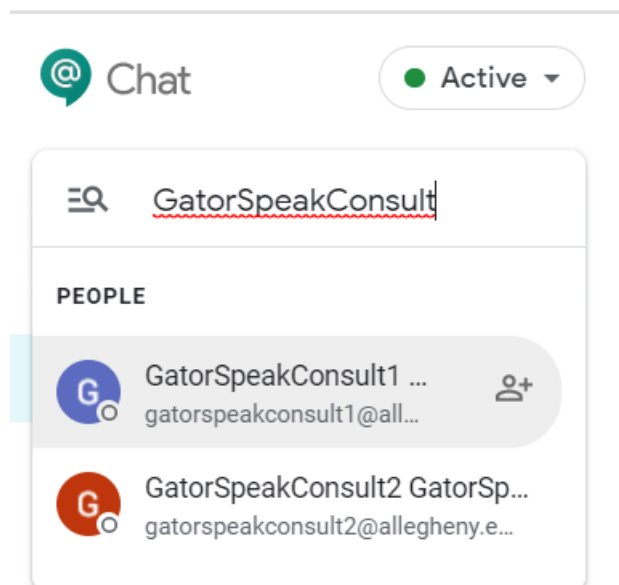 @ Chat
Active
GatorSpeakConsult
PEOPLE
G
GatorSpeakConsult1 ...
gatorspeakconsult1@all...
G
GatorSpeakConsult2 GatorSp...
gatorspeakconsult2@allegheny.e...